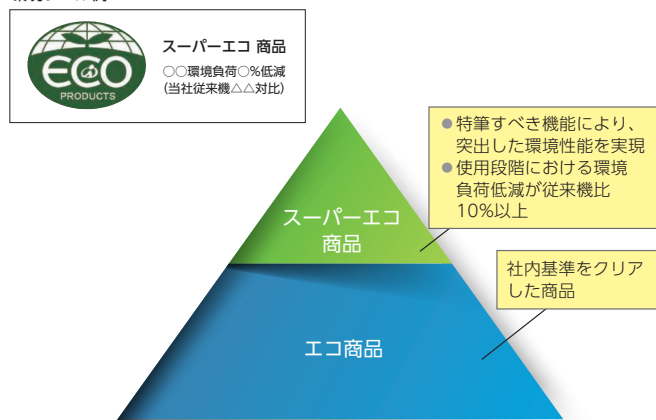 ECO
PRODUCTS
スーパーエコ 商品
○○環境負荷○%低減
(当社従来機△△対比)
●特筆すべき機能により、
突出した環境性能を実現
●使用段階における環境
負荷低減が従来機比
10%以上
スーパーエコ
商品
社内基準をクリア
した商品
エコ商品